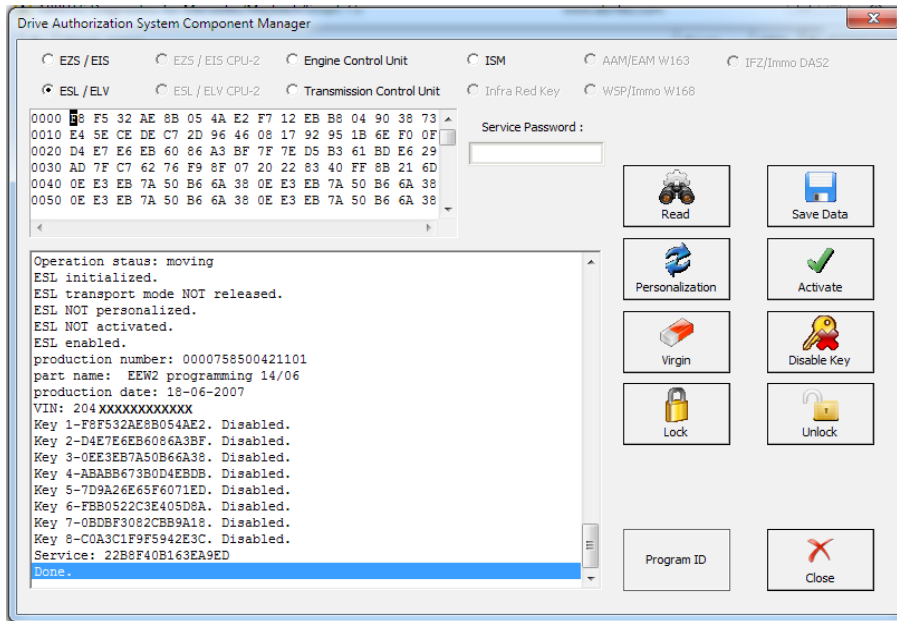 Drive Authorization System Component Manager
EZS / EIS EZS / EIS CPU-2 Engine Control Unit ISM AAM/EAM W163 IFZ/Immo DAS2
ESL / ELV ESL / ELV CPU-2 Transmission Control Unit Infra Red Key WSP/Immo W168
0000 F8 F5 32 AE 8B 05 4A E2 F7 12 EB B8 04 90 38 73
0010 E4 5E CE DE C7 2D 96 46 08 17 92 95 1B 6E F0 0F
0020 D4 E7 E6 EB 60 86 A3 BF 7F 7E D5 B3 61 BD E6 29
0030 AD 7F C7 62 76 F9 8F 07 20 22 83 40 FF 8B 21 6D
0040 0E E3 EB 7A 50 B6 6A 38 0E E3 EB 7A 50 B6 6A 38
0050 0E E3 EB 7A 50 B6 6A 38 0E E3 EB 7A 50 B6 6A 38
Service Password :
Read
Save Data
Personalization
Activate
Virgin
Disable Key
Lock
Unlock
Program ID
Close
Operation staus: moving
ESL initialized.
ESL transport mode NOT released.
ESL NOT personalized.
ESL NOT activated.
ESL enabled.
production number: 0000758500421101
part name: EEW2 programming 14/06
production date: 18-06-2007
VIN: 204XXXXXXXXXXXX
Key 1-F8F532AE8B054AE2. Disabled.
Key 2-D4E7E6EB6086A3BF. Disabled.
Key 3-0EE3EB7A50B66A38. Disabled.
Key 4-ABABB673B0D4EBDB. Disabled.
Key 5-7D9A26E65F6071ED. Disabled.
Key 6-FBB0522C3E405D8A. Disabled.
Key 7-0BDBF3082CBB9A18. Disabled.
Key 8-C0A3C1F9F5942E3C. Disabled.
Service: 22B8F40B163EA9ED
Done.